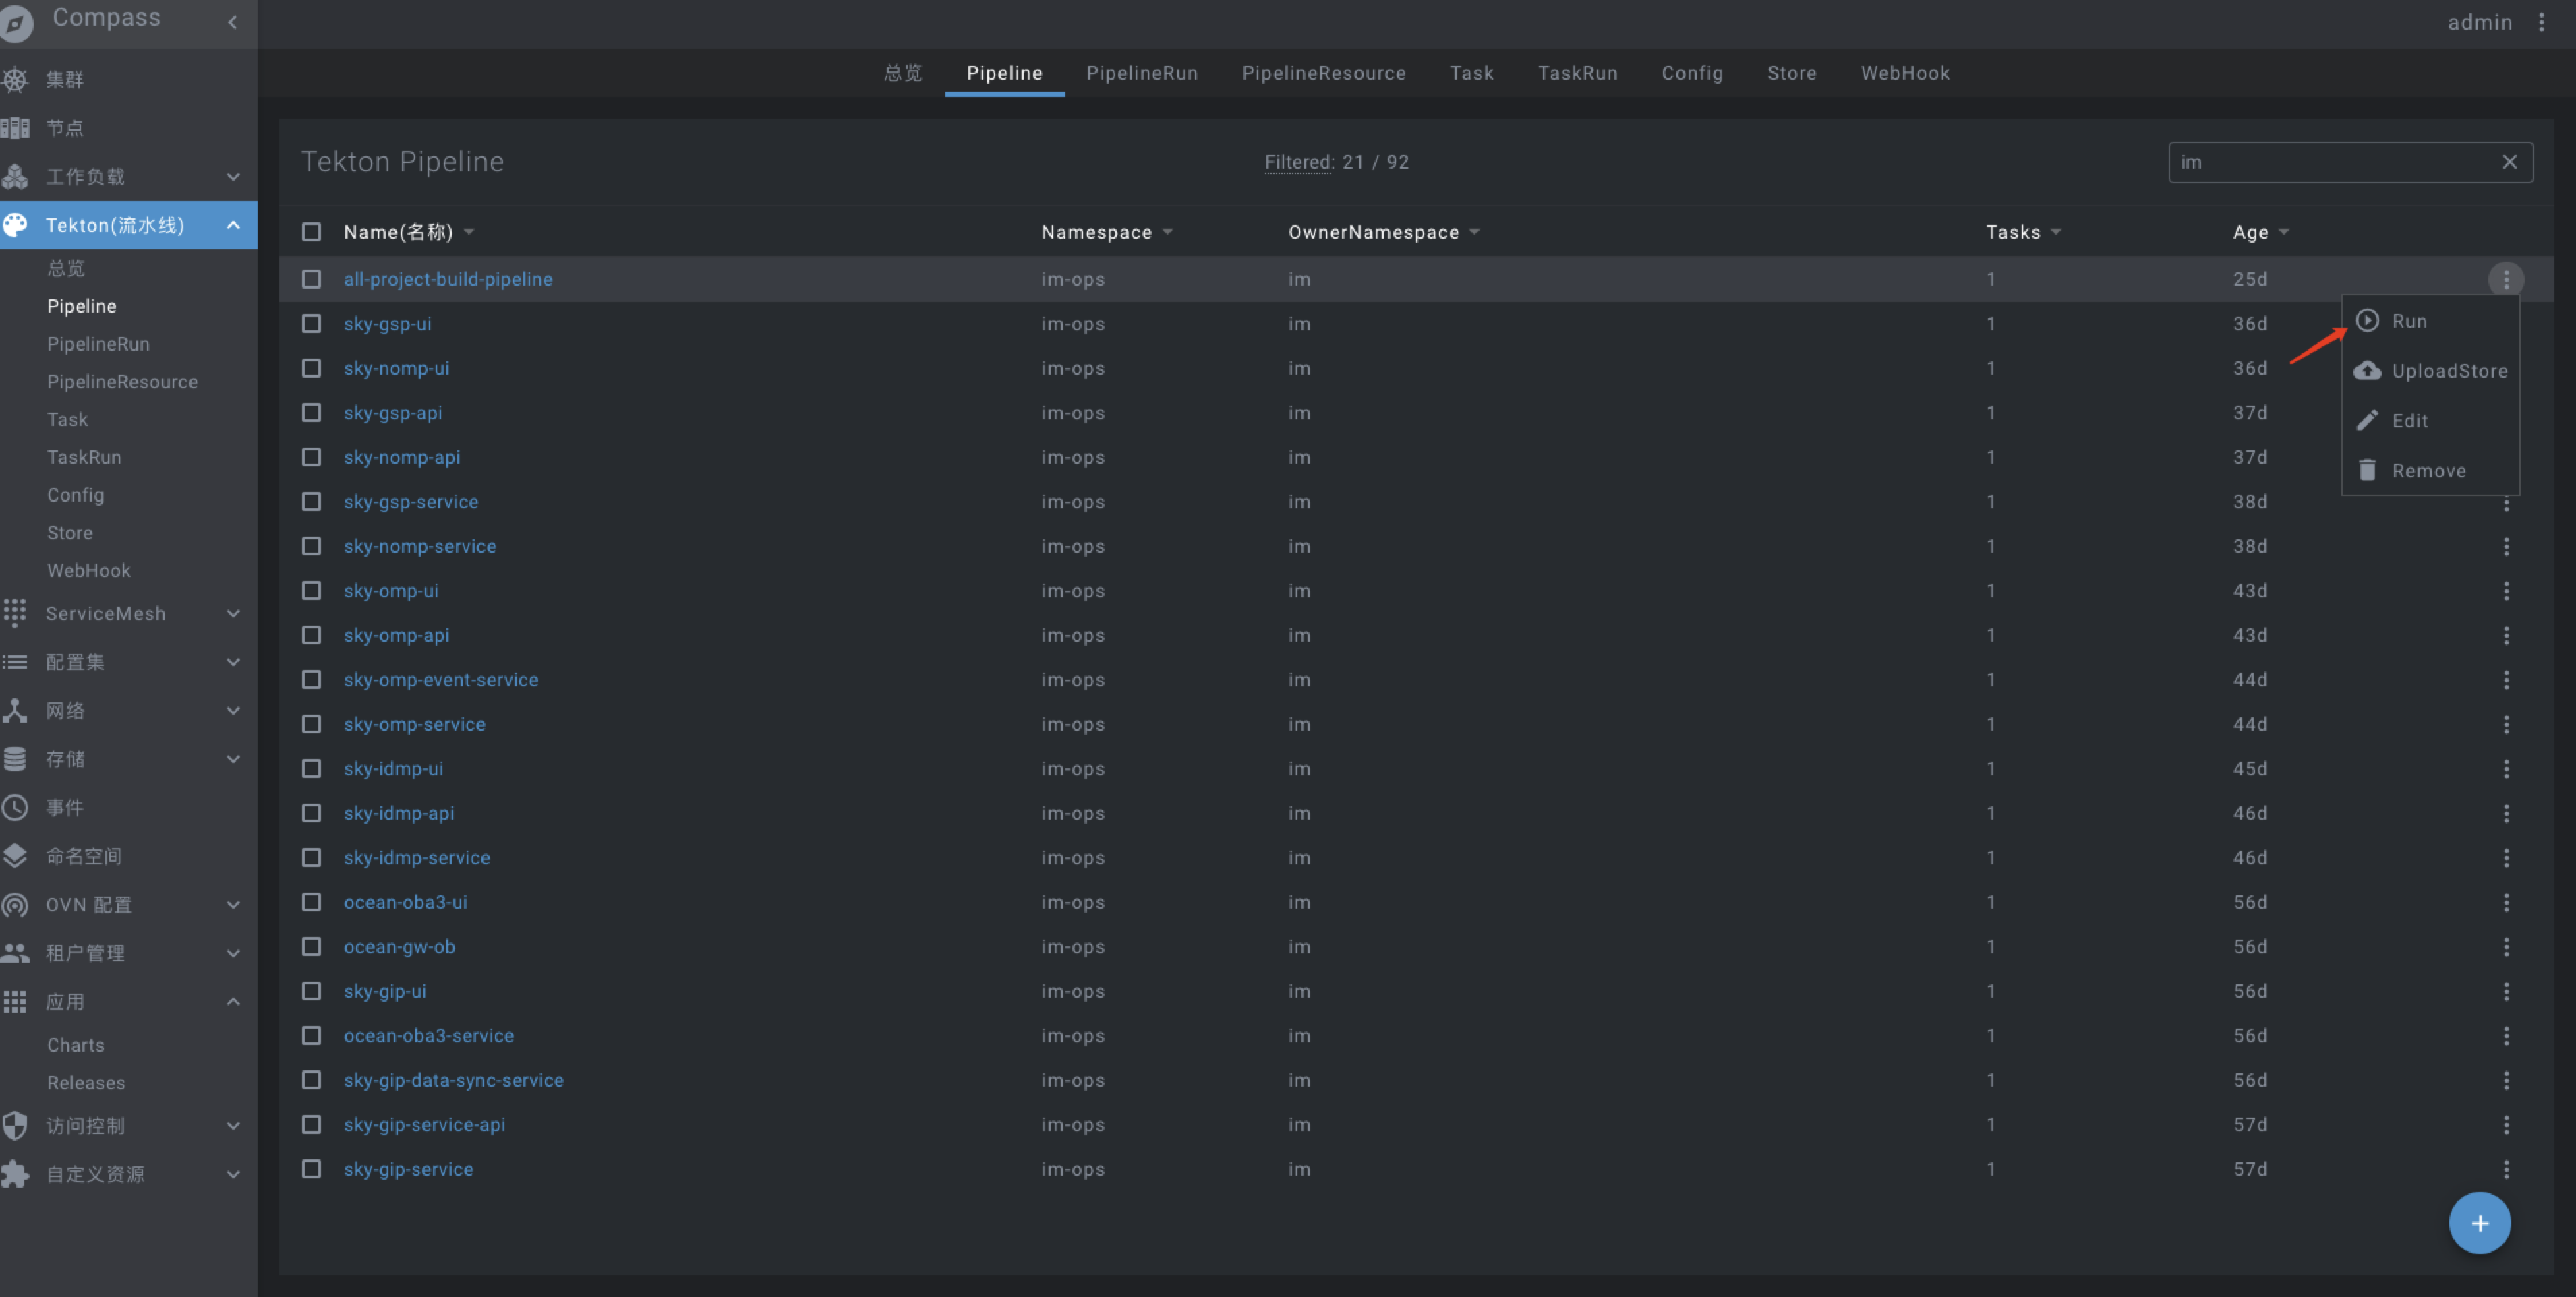 Compass
admin
集群
节点
工作负载
Tekton(流水线)
总览
Pipeline
PipelineRun
PipelineResource
Task
TaskRun
Config
Store
WebHook
ServiceMesh
配置集
网络
存储
事件
命名空间
OVN 配置
租户管理
应用
Charts
Releases
访问控制
自定义资源
总览 Pipeline PipelineRun PipelineResource Task TaskRun Config Store WebHook
Tekton Pipeline Filtered: 21 / 92 im
Name(名称) Namespace OwnerNamespace Tasks Age
all-project-build-pipeline im-ops im 1 25d
sky-gsp-ui im-ops im 1 36d
sky-nomp-ui im-ops im 1 36d
sky-gsp-api im-ops im 1 37d
sky-nomp-api im-ops im 1 37d
sky-gsp-service im-ops im 1 38d
sky-nomp-service im-ops im 1 38d
sky-omp-ui im-ops im 1 43d
sky-omp-api im-ops im 1 43d
sky-omp-event-service im-ops im 1 44d
sky-omp-service im-ops im 1 44d
sky-idmp-ui im-ops im 1 45d
sky-idmp-api im-ops im 1 46d
sky-idmp-service im-ops im 1 46d
ocean-oba3-ui im-ops im 1 56d
ocean-gw-ob im-ops im 1 56d
sky-gip-ui im-ops im 1 56d
ocean-oba3-service im-ops im 1 56d
sky-gip-data-sync-service im-ops im 1 56d
sky-gip-service-api im-ops im 1 57d
sky-gip-service im-ops im 1 57d
Run
UploadStore
Edit
Remove